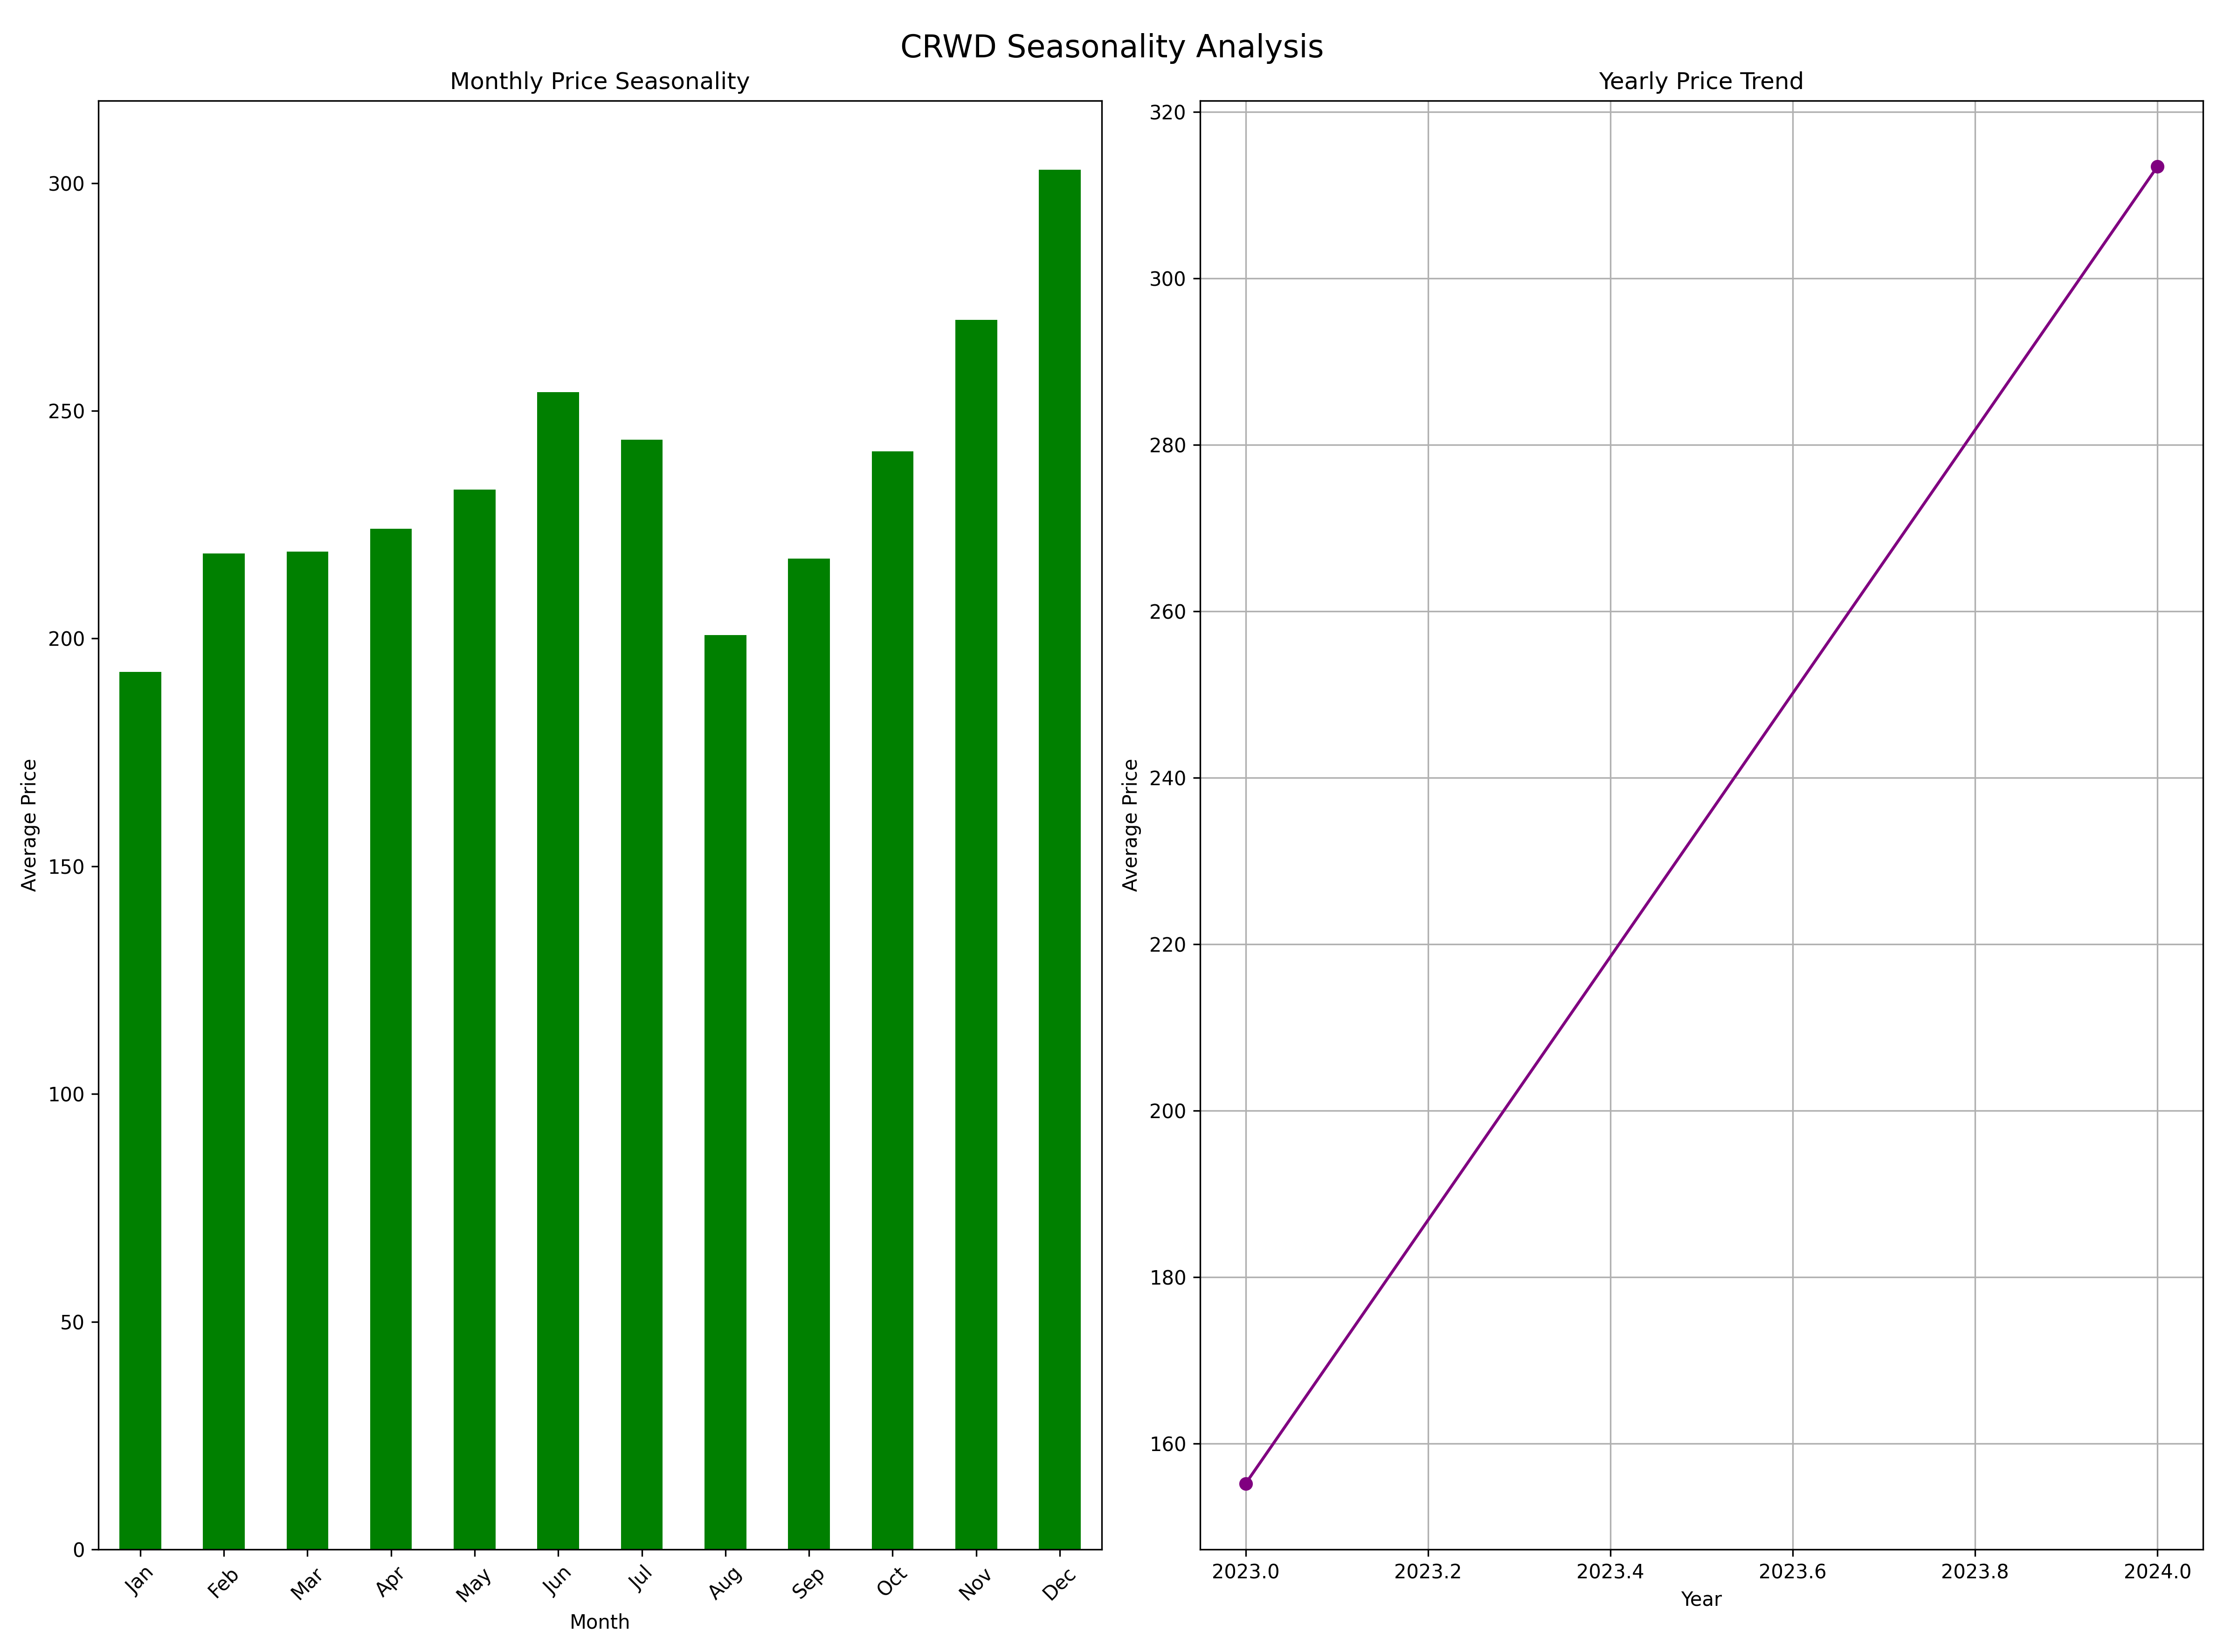 CRWD Seasonality Analysis
Monthly Price Seasonality
Average Price
300
250
200
150
100
50
0
Jan Feb Mar Apr May Jun Jul Aug Sep Oct Nov Dec
Month
Yearly Price Trend
Average Price
320
300
280
260
240
220
200
180
160
2023.0 2023.2 2023.4 2023.6 2023.8 2024.0
Year